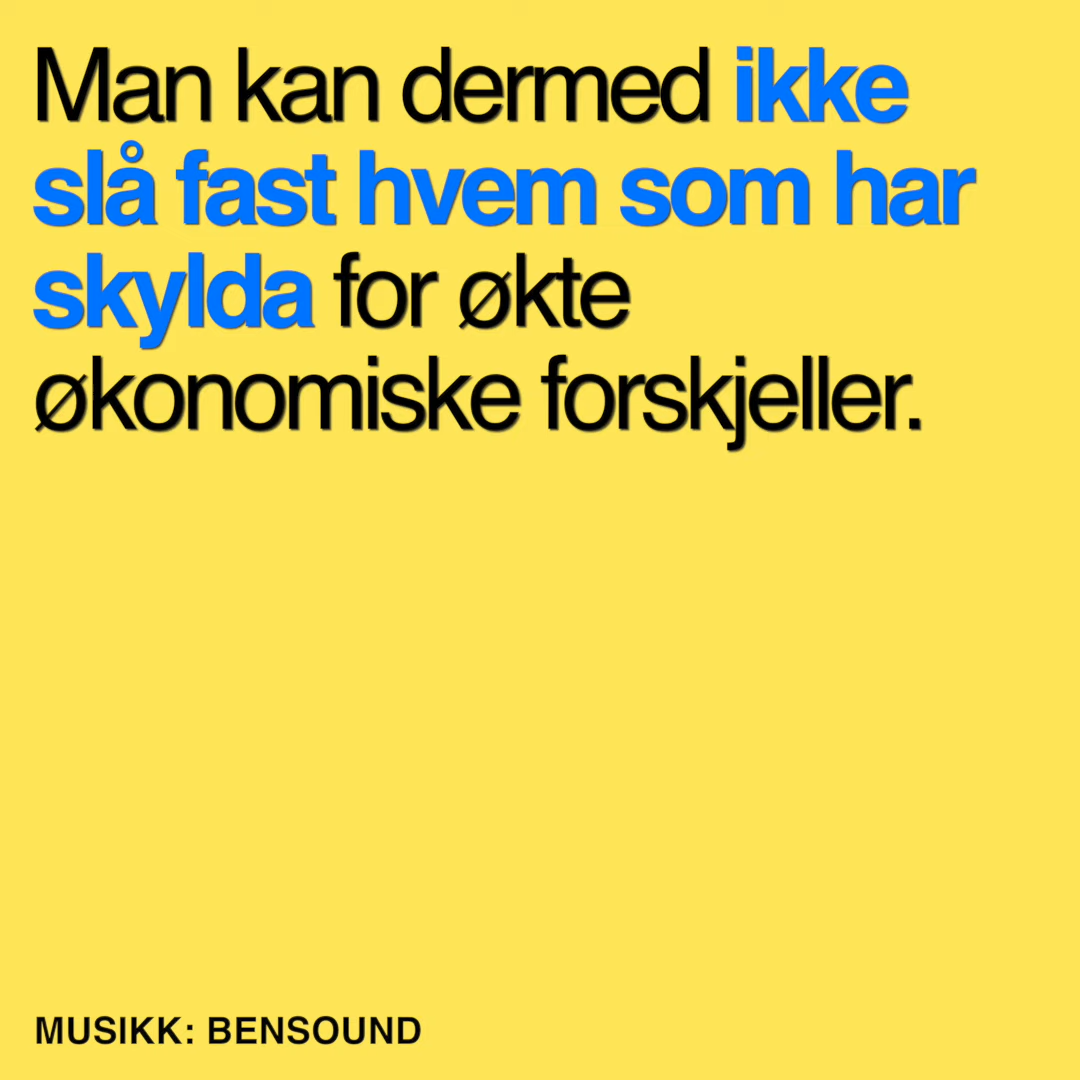 Man kan dermed ikke
slå fast hvem som har
skylda for økte
økonomiske forskjeller.
MUSIKK: BENSOUND